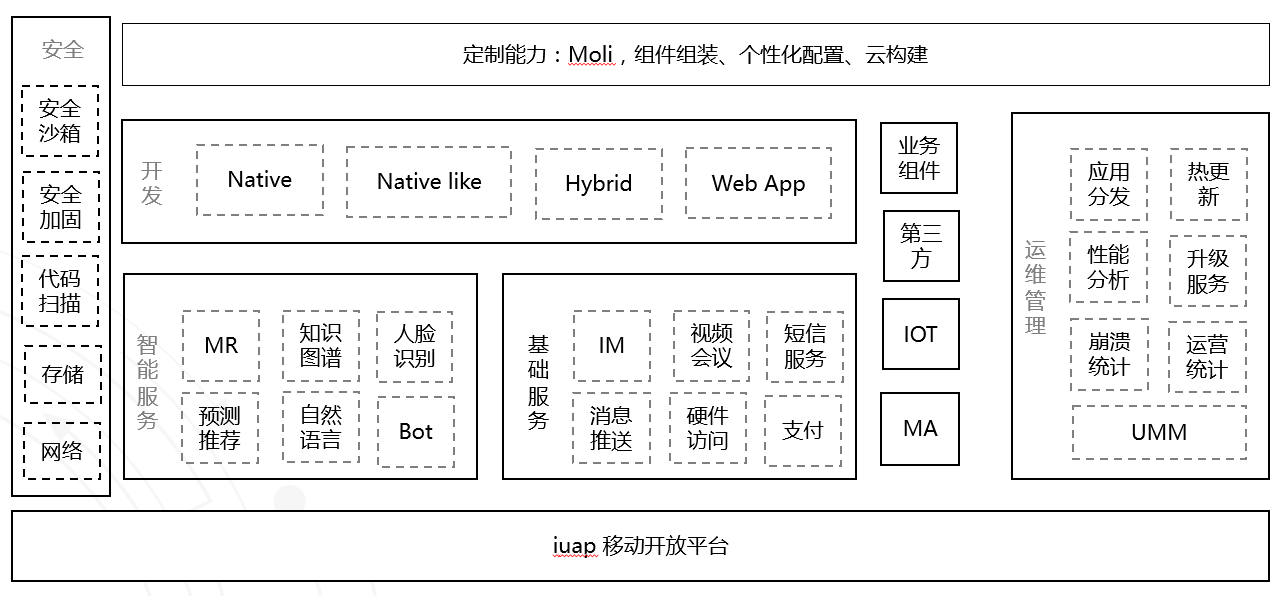 安全
安全
沙箱
安全
加固
代码
扫描
存储
网络
定制能力：Moli，组件组装、个性化配置、云构建
开
发
Native
Native like
Hybrid
Web App
智
能
服
务
MR
知识
图谱
人脸
识别
预测
推荐
自然
语言
Bot
基
础
服
务
IM
视频
会议
短信
服务
消息
推送
硬件
访问
支付
业务
组件
第三
方
IOT
MA
运
维
管
理
应用
分发
热更
新
性能
分析
升级
服务
崩溃
统计
运营
统计
UMM
iuap 移动开放平台